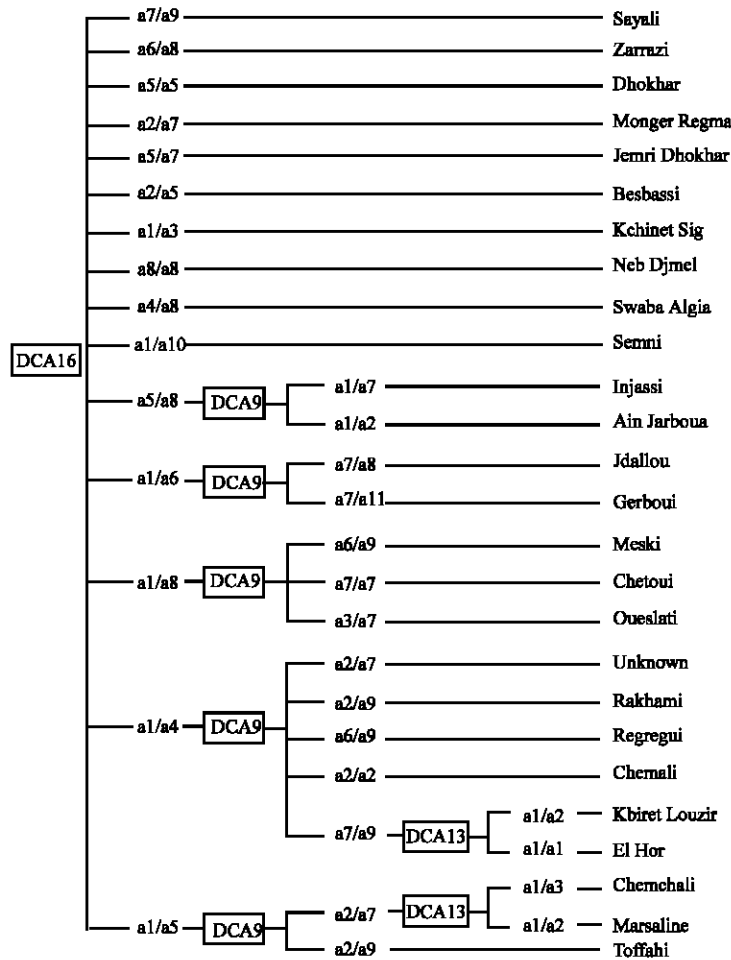 a7/a9 Sayali
a6/a8 Zarrazi
a5/a5 Dhokhar
a2/a7 Monger Regma
a5/a7 Jemri Dhokhar
a2/a5 Besbassi
a1/a3 Kchinet Sig
a8/a8 Neb Djmel
a4/a8 Swaba Algia
a1/a10 Semni
DCA16
a1/a7 Injassi
a5/a8 DCA9
a1/a2 Ain Jarboua
a7/a8 Jdallou
a1/a6 DCA9
a7/a11 Gerboui
a6/a9 Meski
a1/a8 DCA9 a7/a7 Chetoui
a3/a7 Oueslati
a2/a7 Unknown
a2/a9 Rakhami
a1/a4 DCA9
a6/a9 Regregui
a2/a2 Chemali
a1/a2 Kbiret Louzir
a7/a9 DCA13
a1/a1 El Hor
a1/a3 Chemchali
a2/a7 DCA13
a1/a2 Marsaline
a1/a5 DCA9
a2/a9 Toffahi